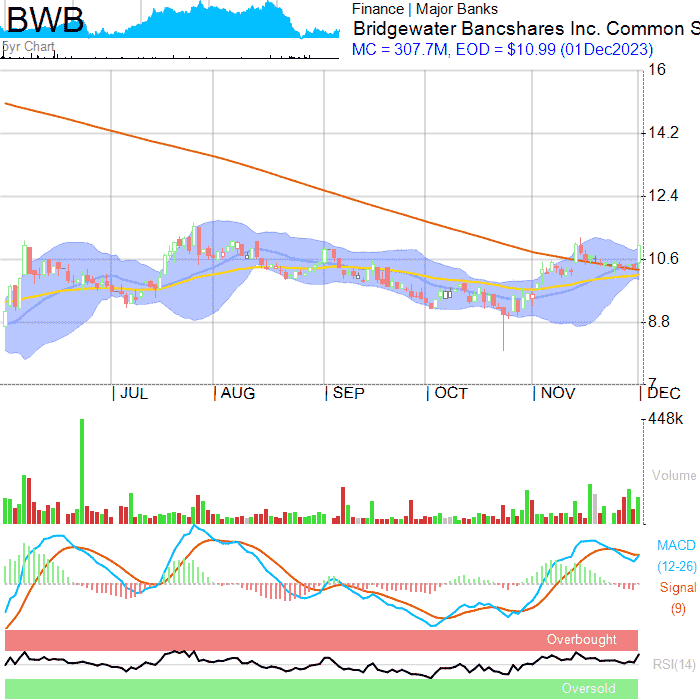 BWB
5yr Chart
Finance | Major Banks
Bridgewater Bancshares Inc. Common S
MC = 307.7M, EOD = $10.99 (01Dec2023)
16
14.2
12.4
10.6
8.8
7
JUL AUG SEP OCT NOV DEC
448k
Volume
MACD
(12-26)
Signal
(9)
Overbought
RSI(14)
Oversold